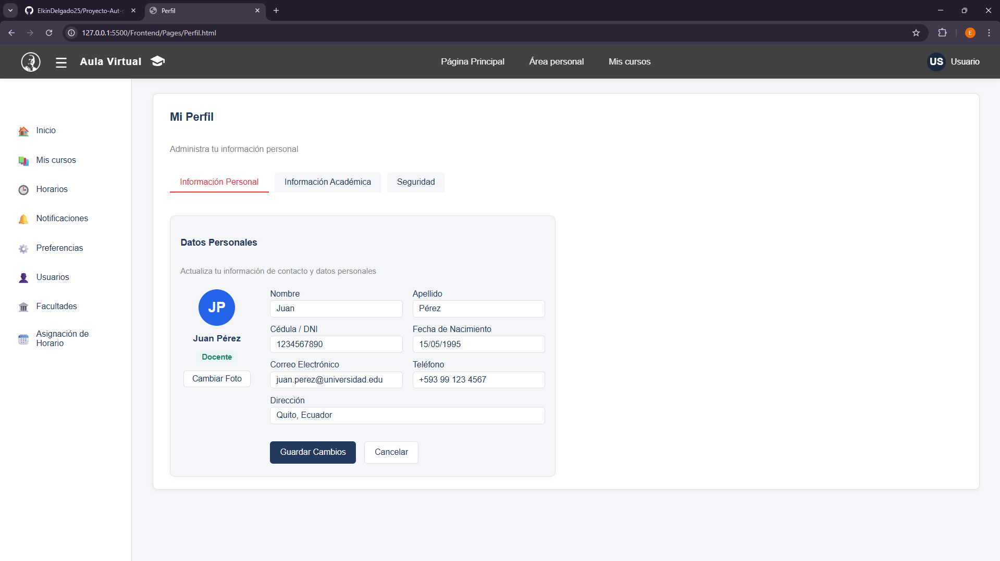 ElkinDelgado25/Proyecto-Aut-
Perfil
127.0.0.1:5500/Frontend/Pages/Perfil.html
E
Aula Virtual
Página Principal
Área personal
Mis cursos
US
Usuario
Inicio
Mis cursos
Horarios
Notificaciones
Preferencias
Usuarios
Facultades
Asignación de
Horario
Mi Perfil
Administra tu información personal
Información Personal
Información Académica
Seguridad
Datos Personales
Actualiza tu información de contacto y datos personales
JP
Juan Pérez
Docente
Cambiar Foto
Nombre
Apellido
Juan
Pérez
Cédula / DNI
Fecha de Nacimiento
1234567890
15/05/1995
Correo Electrónico
Teléfono
juan.perez@universidad.edu
+593 99 123 4567
Dirección
Quito, Ecuador
Guardar Cambios
Cancelar